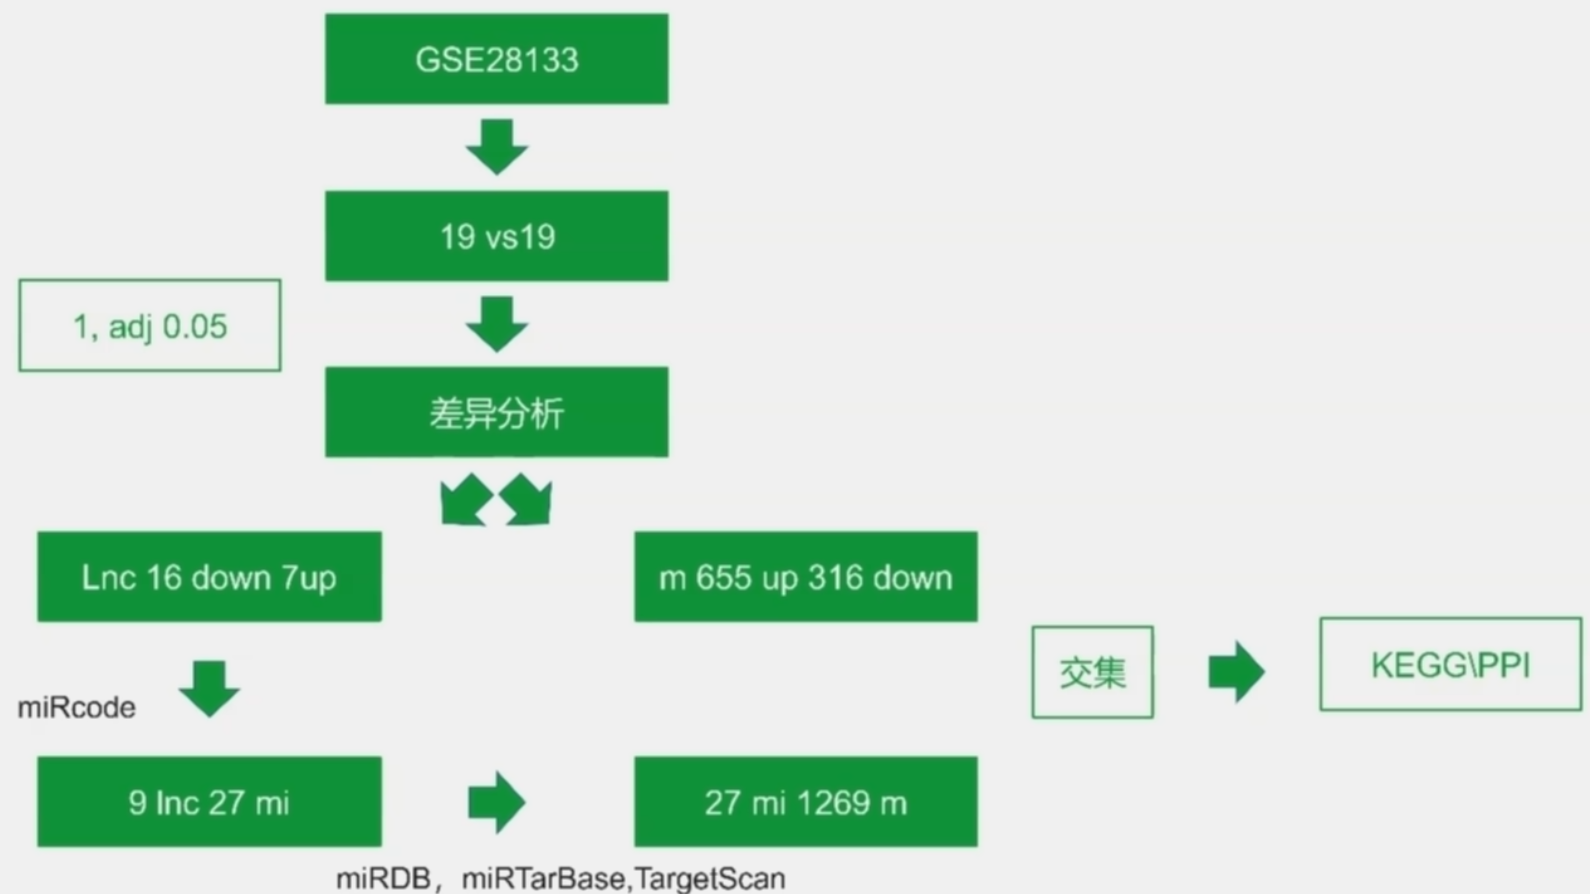 GSE28133
19 vs19
1, adj 0.05
差异分析
Lnc 16 down 7up
m 655 up 316 down
交集
KEGG\PPI
miRcode
9 lnc 27 mi
27 mi 1269 m
miRDB，miRTarBase,TargetScan